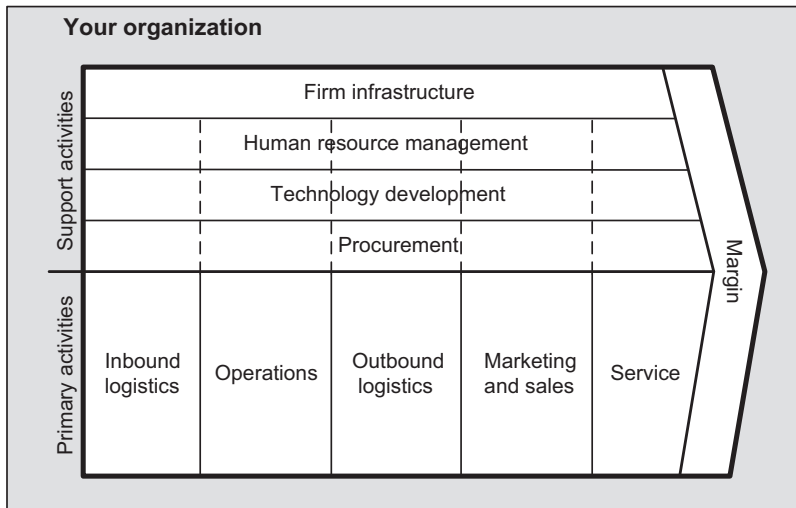 Your organization
Support activities
Firm infrastructure
Human resource management
Technology development
Procurement
Margin
Primary activities
Inbound
logistics
Operations
Outbound
logistics
Marketing
and sales
Service